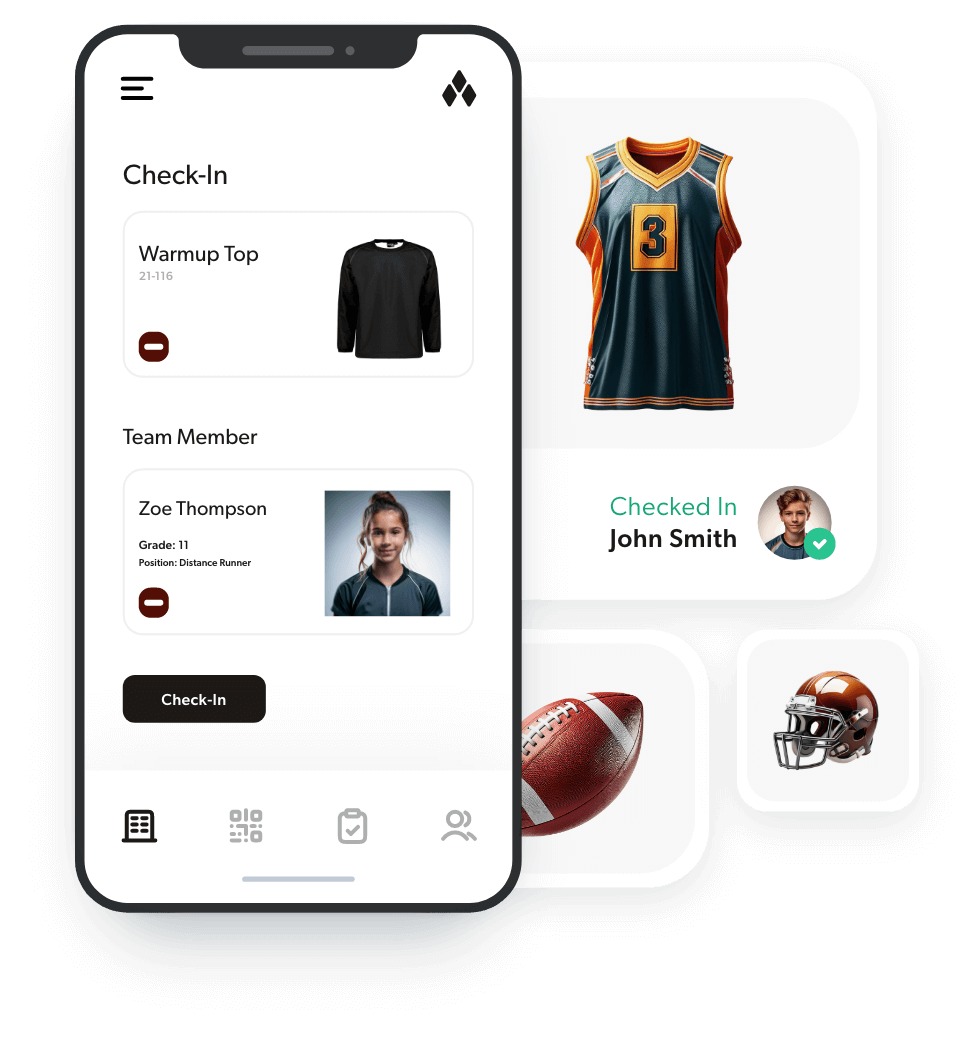 Check-In
Warmup Top
21-116
Team Member
Zoe Thompson
Grade: 11
Position: Distance Runner
Check-In
3
Checked In
John Smith